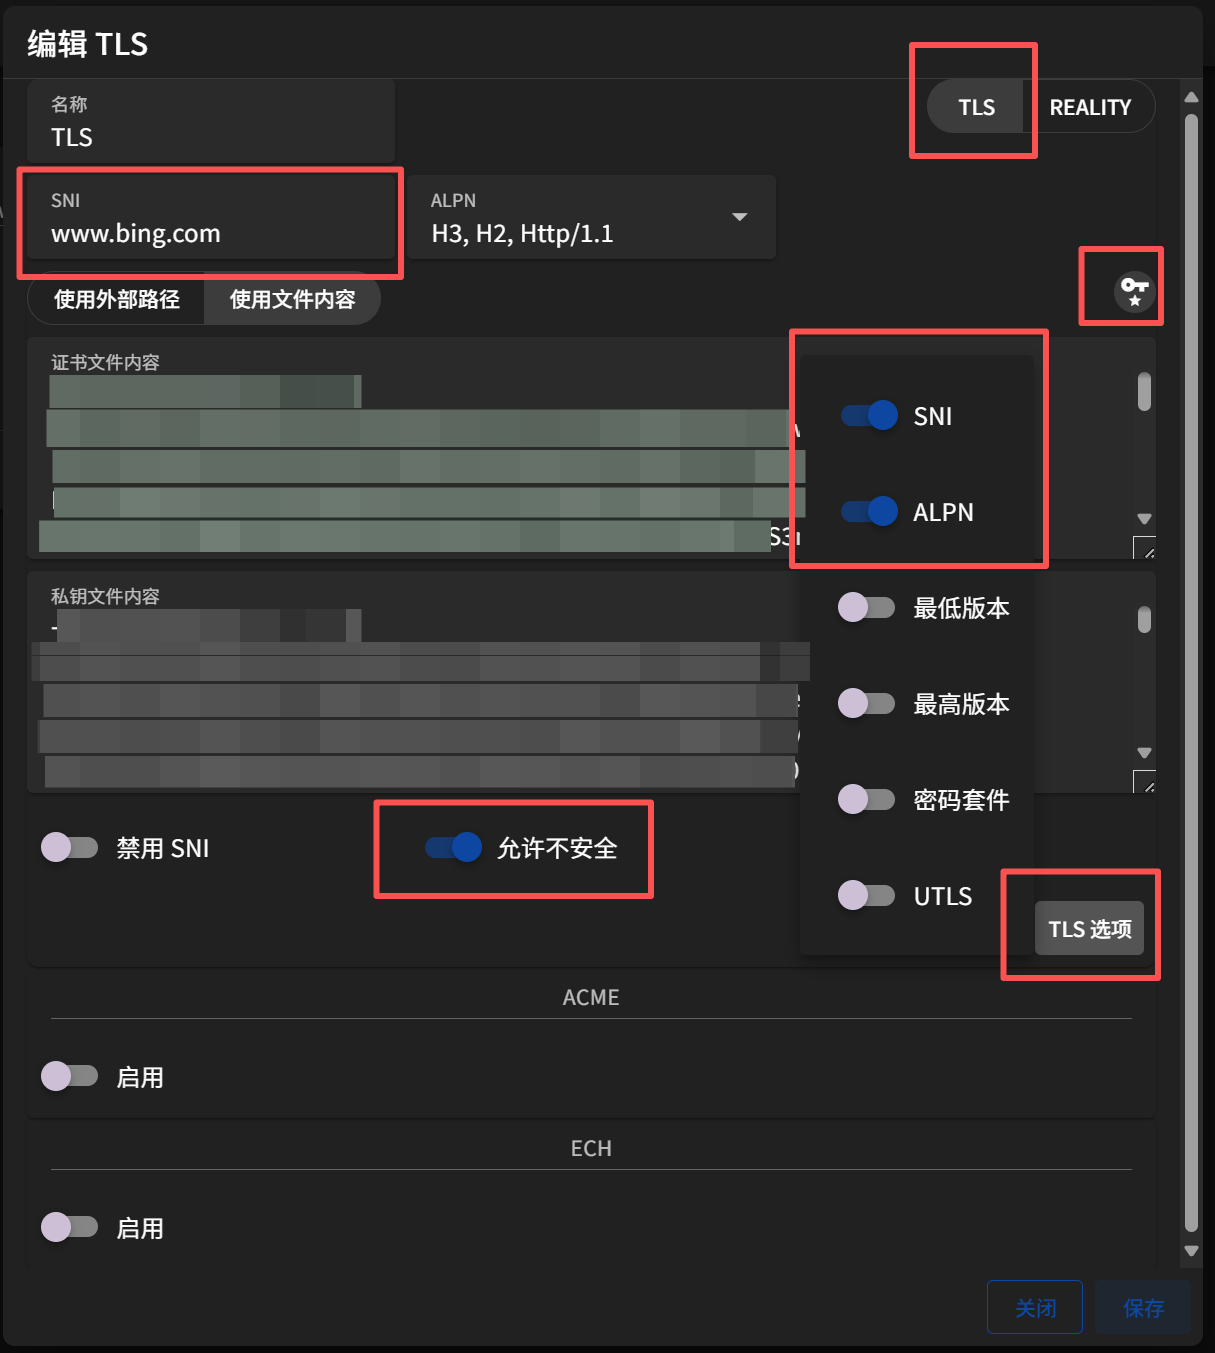 编辑 TLS
名称
TLS
TLS
REALITY
SNI
www.bing.com
ALPN
H3, H2, Http/1.1
使用外部路径
使用文件内容
证书文件内容
SNI
ALPN
私钥文件内容
最低版本
最高版本
密码套件
禁用 SNI
允许不安全
UTLS
TLS 选项
ACME
启用
ECH
启用
关闭
保存